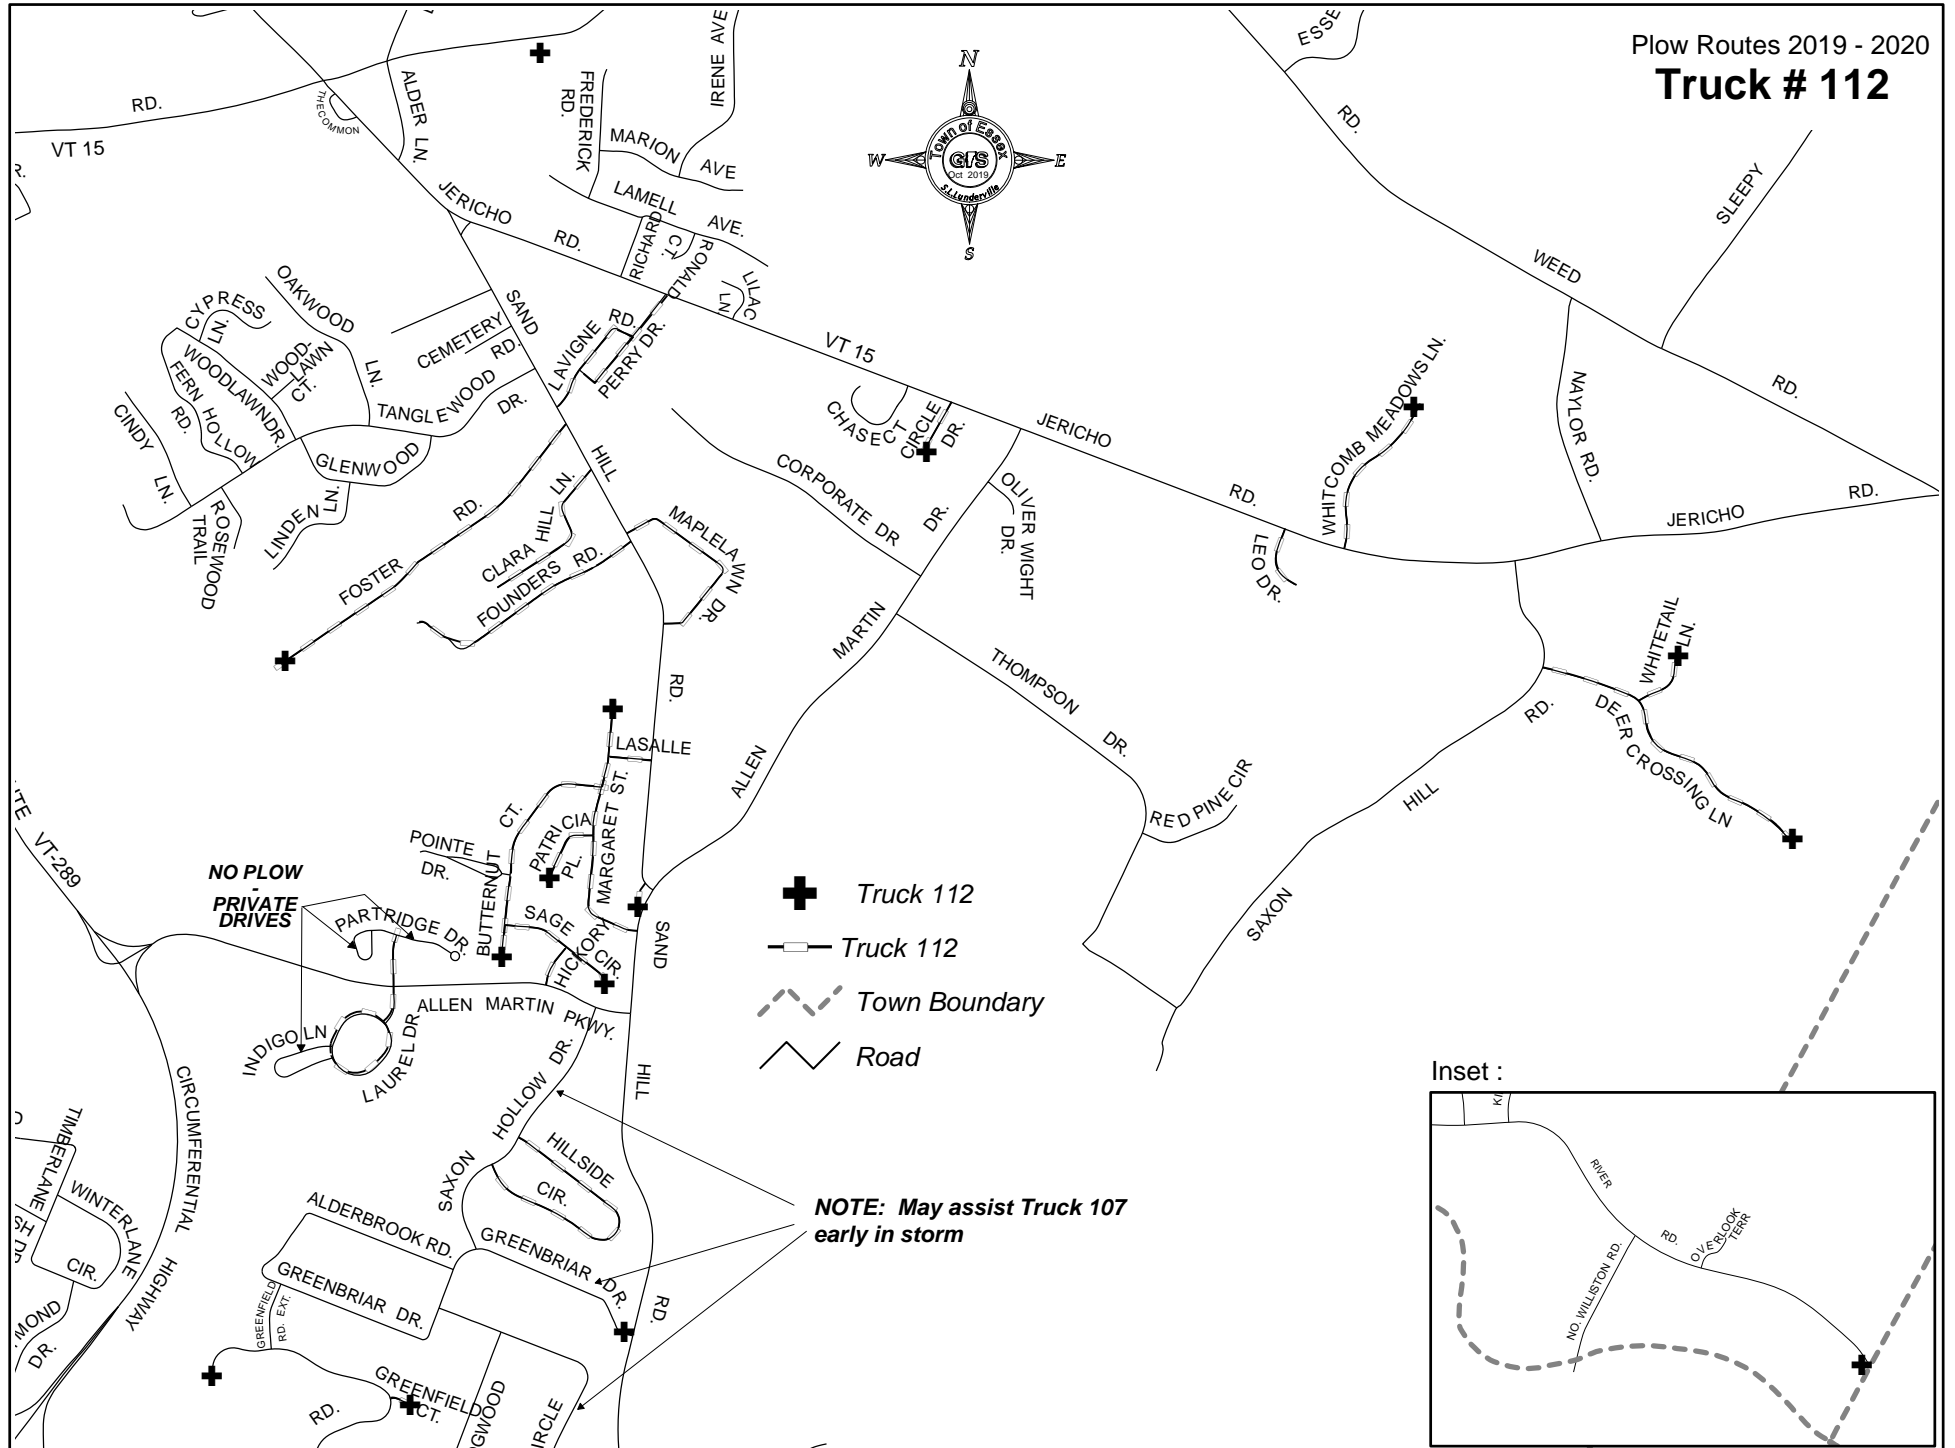 Plow Routes 2019 - 2020
Truck # 112
RD.
VT 15
THE COMMON
ALDER LN.
FREDERICK RD.
IRENE AVE
MARION AVE
LAMELL AVE.
JERICHO RD.
RICHARD
CT.
RONALD
LILAC LN
N
W
E
S
Town of Essex
GIS
Oct 2019
S.L.Lunderville
RD.
WEED
RD.
SLEEPY
NAYLOR RD.
OAKWOOD LN.
CYPRESS LN.
WOOD-
LAWN
CT.
WOODLAWN DR.
FERN HOLLOW RD.
CINDY LN.
CEMETERY RD.
TANGLEWOOD DR.
GLENWOOD
LINDEN LN.
ROSEWOOD TRAIL
SAND
HILL
RD.
LAVIGNE RD.
PERRY DR.
VT 15
CHASE CT
CIRCLE DR.
JERICHO
RD.
WHITCOMB MEADOWS LN.
JERICHO
RD.
LEO DR.
CORPORATE DR
OLIVER WIGHT DR.
ALLEN MARTIN DR.
FOSTER RD.
CLARA HILL LN.
FOUNDERS RD.
MAPLELAWN DR.
THOMPSON DR.
RED PINE CIR
SAXON HILL RD.
WHITETAIL LN.
DEER CROSSING LN
LASALLE
MARGARET ST.
PATRICIA PL.
BUTTERNUT CT.
POINTE DR.
SAGE CIR.
HICKORY
SAND
HILL
RD.
VT-289
NO PLOW
-
PRIVATE
DRIVES
PARTRIDGE DR.
INDIGO LN
LAUREL DR.
ALLEN MARTIN PKWY.
CIRCUMFERENTIAL HIGHWAY
Truck 112
Truck 112
Town Boundary
Road
SAXON HOLLOW DR.
HILLSIDE CIR.
NOTE: May assist Truck 107
early in storm
TIMBERLANE
WINTERLANE CIR.
DR.
ALDERBROOK RD.
GREENBRIAR DR.
GREENBRIAR DR.
GREENFIELD RD. EXT.
GREENFIELD CT.
RD.
Inset :
RIVER RD.
OVERLOOK TERR
NO. WILLISTON RD.